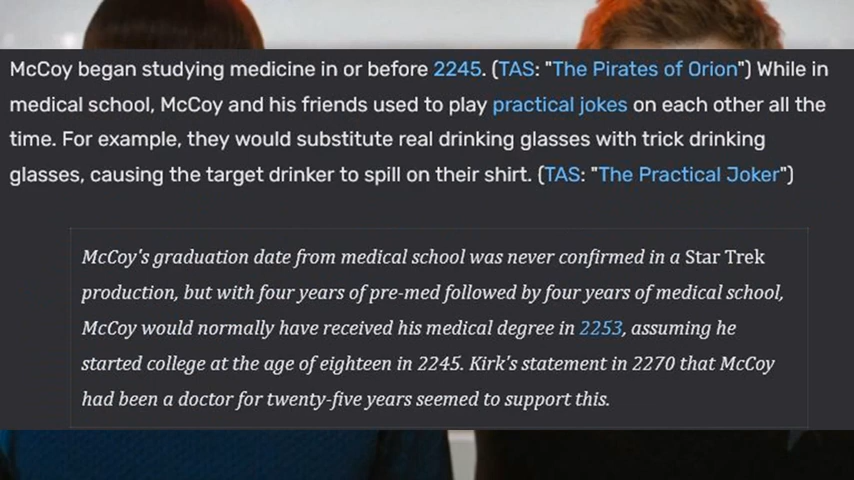 McCoy began studying medicine in or before 2245. (TAS: "The Pirates of Orion") While in
medical school, McCoy and his friends used to play practical jokes on each other all the
time. For example, they would substitute real drinking glasses with trick drinking
glasses, causing the target drinker to spill on their shirt. (TAS: "The Practical Joker")
McCoy's graduation date from medical school was never confirmed in a Star Trek
production, but with four years of pre-med followed by four years of medical school,
McCoy would normally have received his medical degree in 2253, assuming he
started college at the age of eighteen in 2245. Kirk's statement in 2270 that McCoy
had been a doctor for twenty-five years seemed to support this.